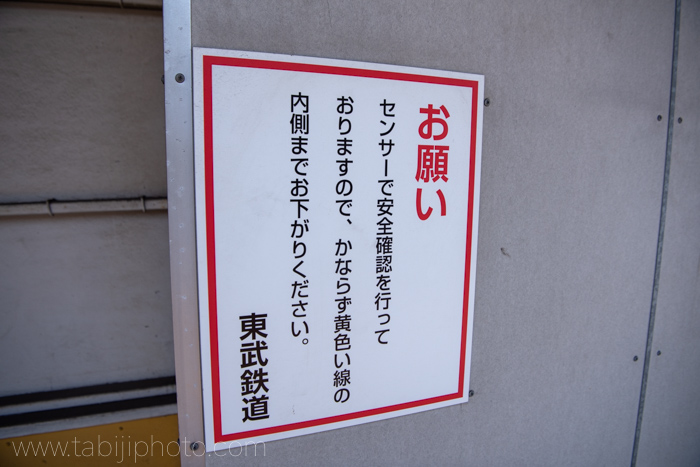 お願い
センサーで安全確認を行って
おりますので、かならず黄色い線の
内側までお下がりください。
東武鉄道
www.tabijiphoto.com